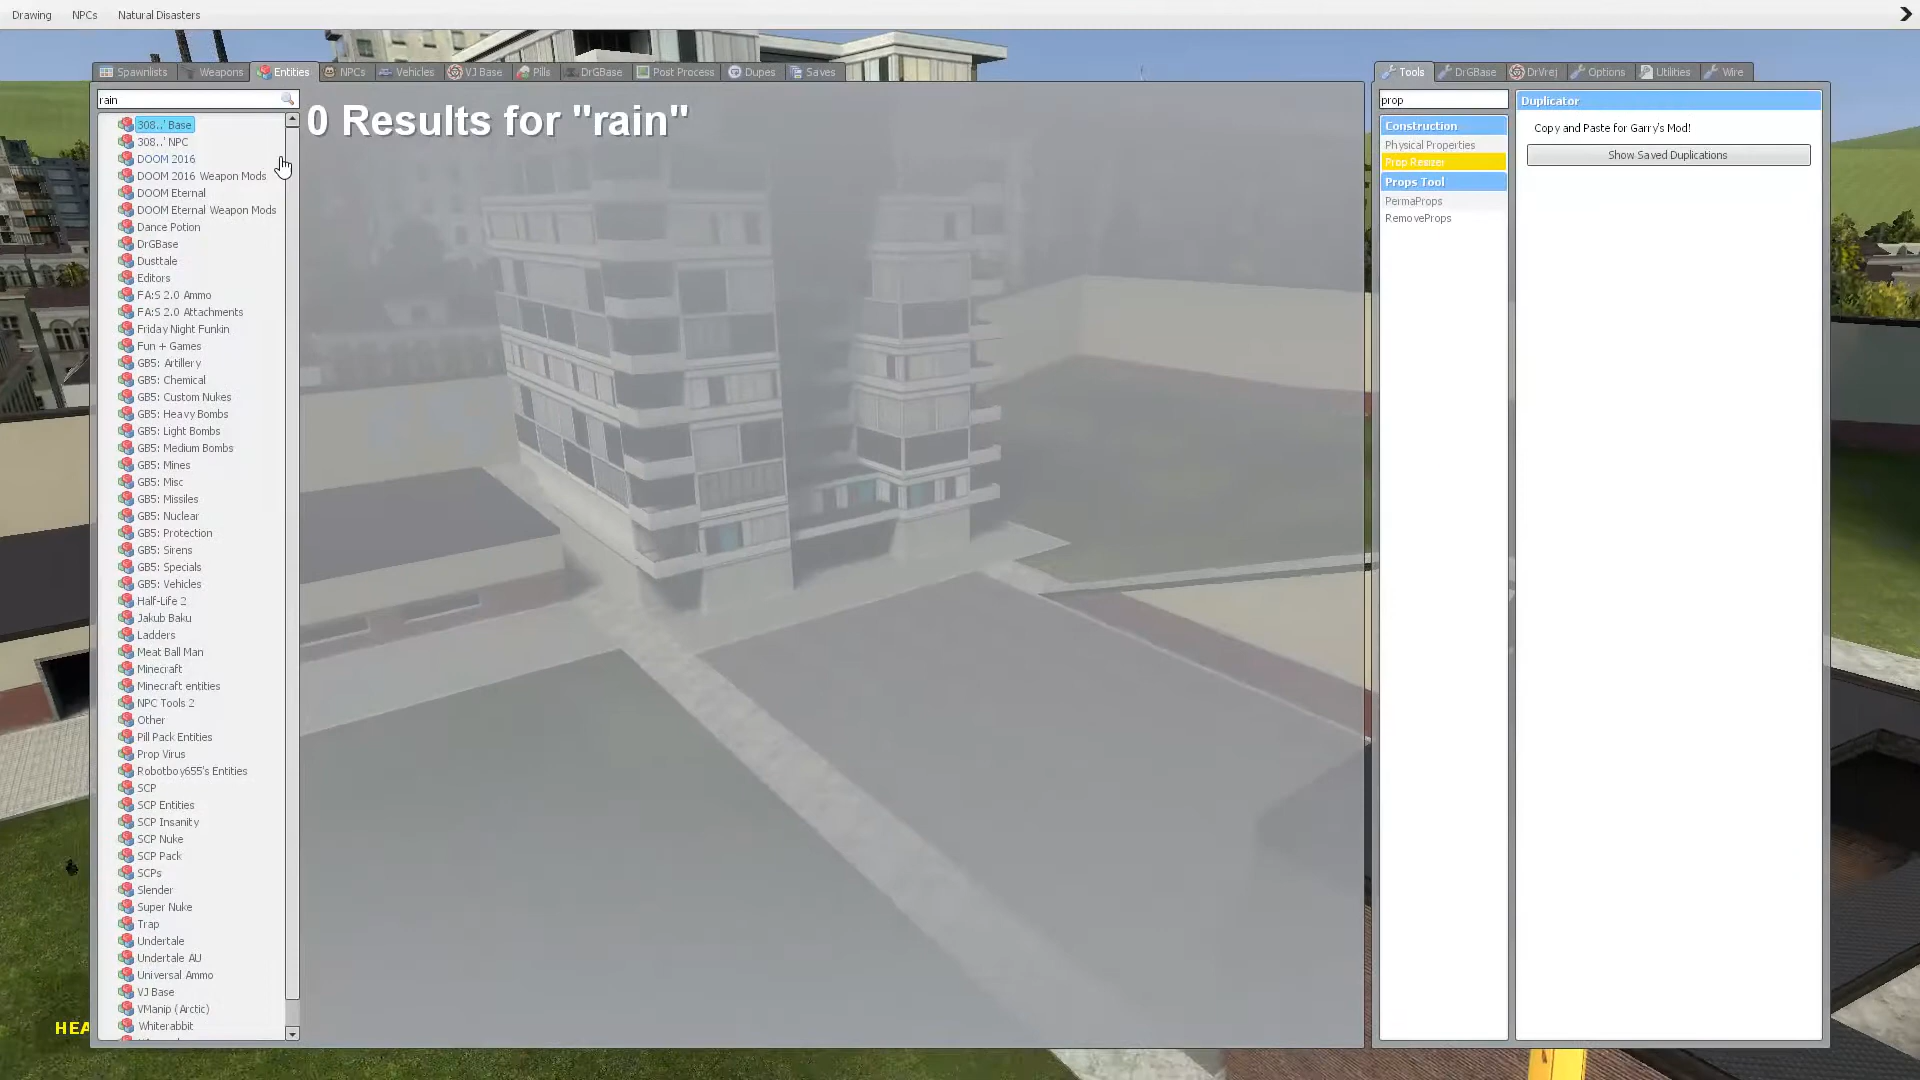 Drawing NPCs Natural Disasters
Spawnlists Weapons Entities NPCs Vehicles VJ Base Pills DrGBase Post Process Dupes Saves
rain
0 Results for "rain"
308..' Base
308..' NPC
DOOM 2016
DOOM 2016 Weapon Mods
DOOM Eternal
DOOM Eternal Weapon Mods
Dance Potion
DrGBase
Dusttale
Editors
FA:S 2.0 Ammo
FA:S 2.0 Attachments
Friday Night Funkin
Fun + Games
GB5: Artillery
GB5: Chemical
GB5: Custom Nukes
GB5: Heavy Bombs
GB5: Light Bombs
GB5: Medium Bombs
GB5: Mines
GB5: Misc
GB5: Missiles
GB5: Nuclear
GB5: Protection
GB5: Sirens
GB5: Specials
GB5: Vehicles
Half-Life 2
Jakub Baku
Ladders
Meat Ball Man
Minecraft
Minecraft entities
NPC Tools 2
Other
Pill Pack Entities
Prop Virus
Robotboy655's Entities
SCP
SCP Entities
SCP Insanity
SCP Nuke
SCP Pack
SCPs
Slender
Super Nuke
Trap
Undertale
Undertale AU
Universal Ammo
VJ Base
VManip (Arctic)
Whiterabbit
HEA
Tools DrGBase DrVrej Options Utilities Wire
prop
Construction
Physical Properties
Prop Resizer
Props Tool
PermaProps
RemoveProps
Duplicator
Copy and Paste for Garry's Mod!
Show Saved Duplications